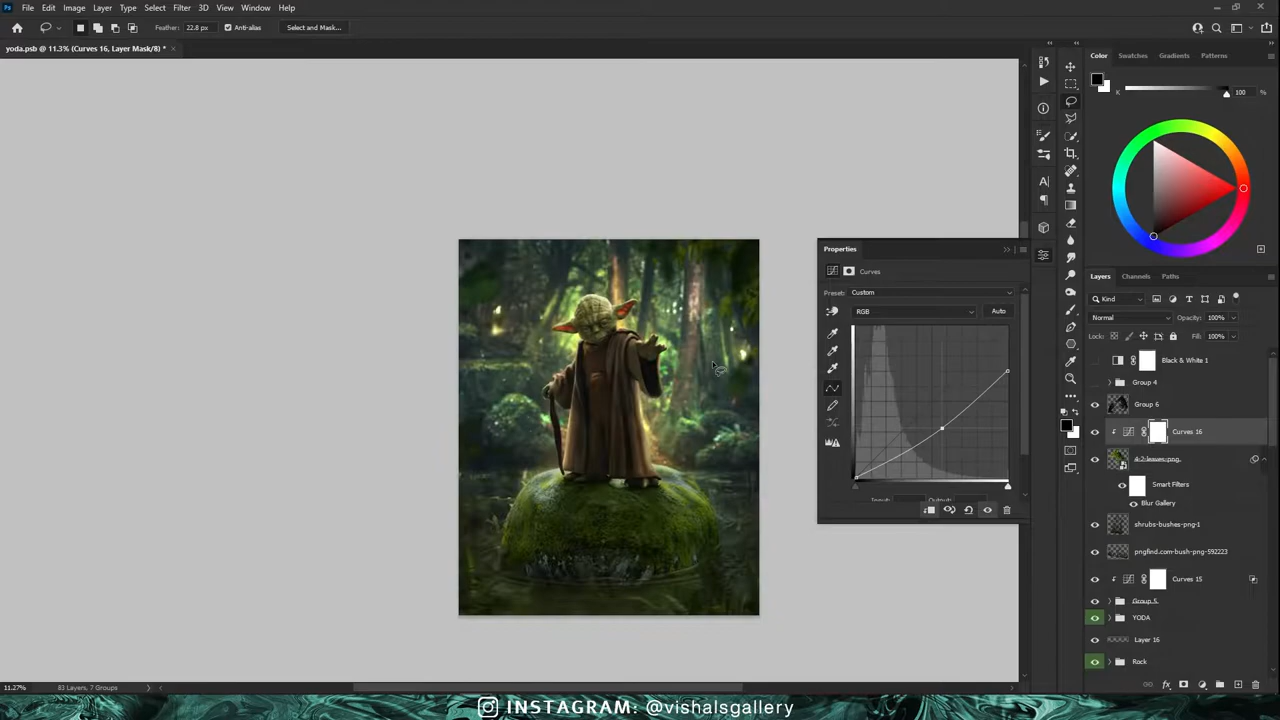 Ps File Edit Image Layer Type Select Filter 3D View Window Help
Feather: 22.8 px Anti-alias Select and Mask...
yoda.psb @ 11.3% (Curves 16, Layer Mask/8) * ×
Color Swatches Gradients Patterns
K 100 %
Properties
Curves
Preset: Custom
RGB Auto
Input: Output:
Layers Channels Paths
Kind
Normal Opacity: 100%
Lock: Fill: 100%
Black & White 1
Group 4
Group 6
Curves 16
4-2-leaves-png.
Smart Filters
Blur Gallery
shrubs-bushes-png-1
pngfind.com-bush-png-592223
Curves 15
Group 5
YODA
Layer 16
Rock
11.27% 83 Layers, 7 Groups
INSTAGRAM: @vishalsgallery